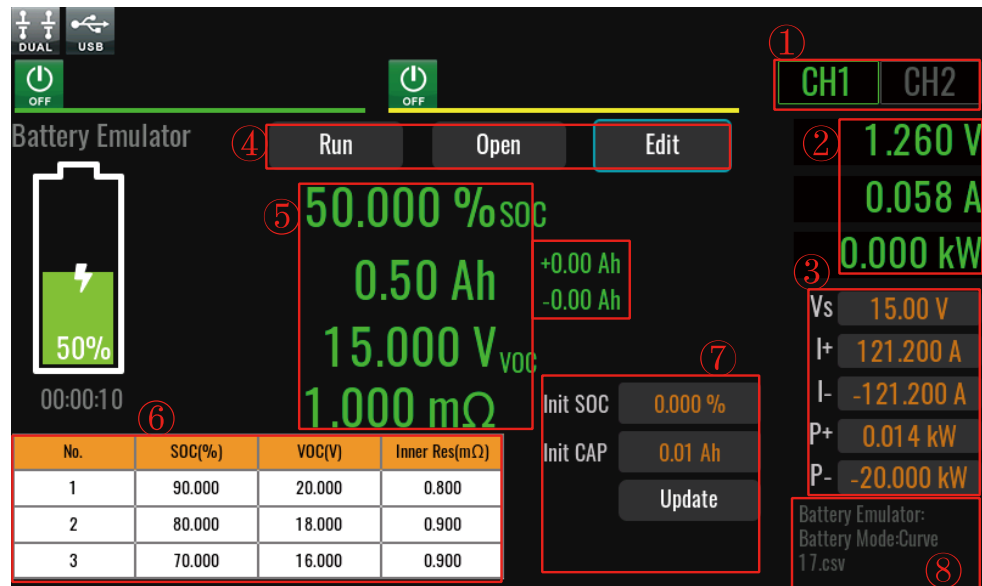 DUAL USB
①
OFF OFF CH1 CH2
Battery Emulator ④ Run Open Edit ② 1.260 V
⑤ 50.000 % SOC 0.058 A
0.50 Ah +0.00 Ah 0.000 kW
-0.00 Ah ③
Vs 15.00 V
50% 15.000 V VOC ⑦ I+ 121.200 A
00:00:10 1.000 mΩ Init SOC 0.000 % I- -121.200 A
⑥ P+ 0.014 kW
Init CAP 0.01 Ah P- -20.000 kW
Update
No. SOC(%) VOC(V) Inner Res(mΩ)
1 90.000 20.000 0.800
2 80.000 18.000 0.900
3 70.000 16.000 0.900
Battery Emulator:
Battery Mode:Curve
17.csv ⑧